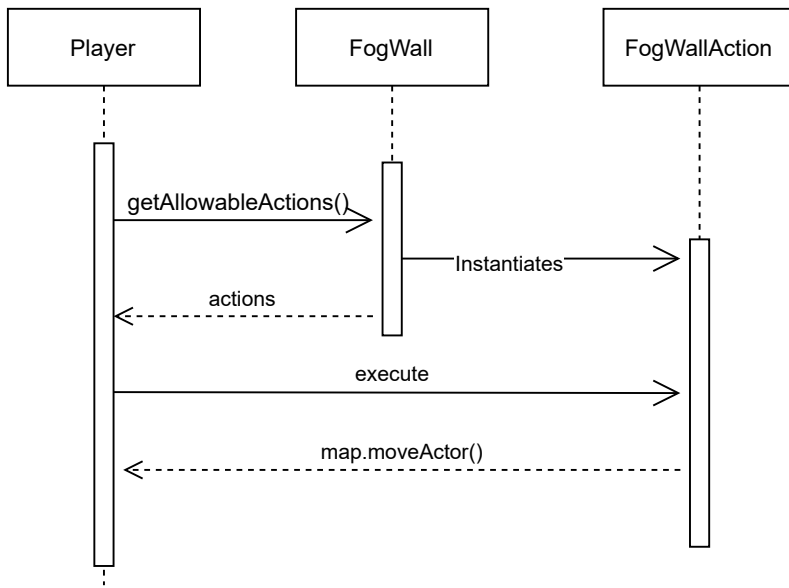 Player
FogWall
FogWallAction
getAllowableActions()
Instantiates
actions
execute
map.moveActor()